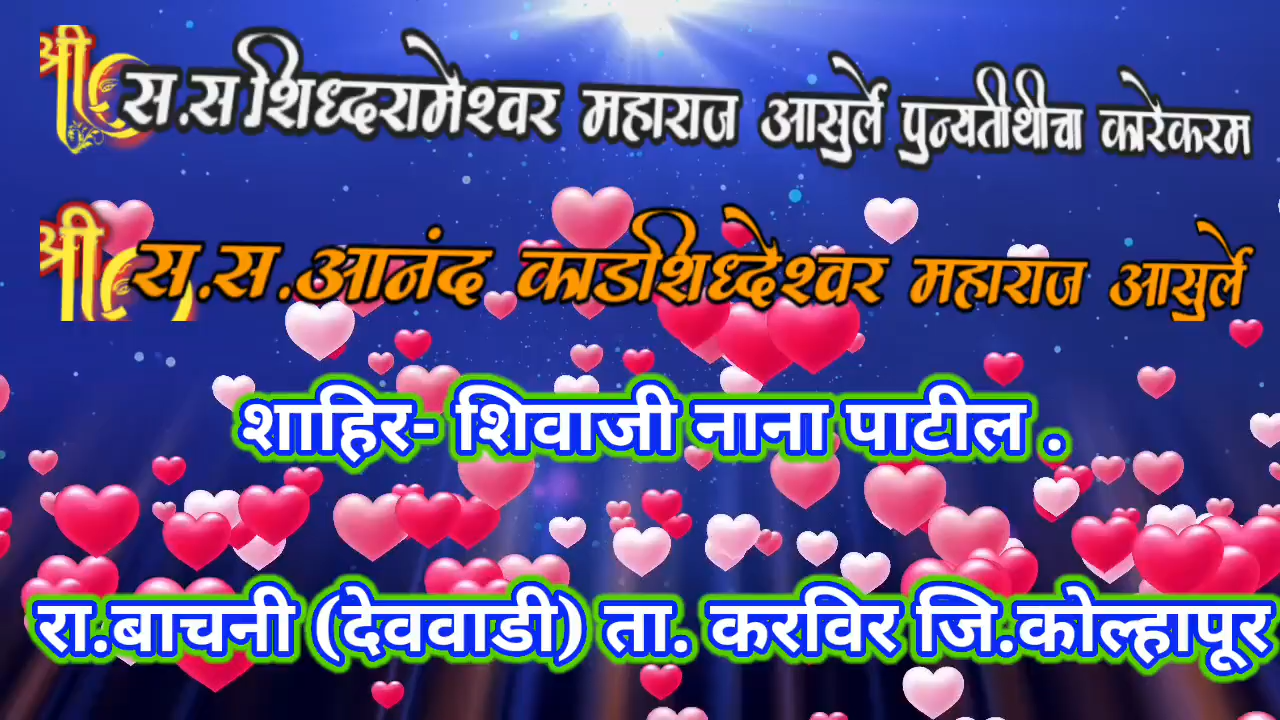 श्री स.स.शिध्दरामेश्वर महाराज आसुर्ले पुन्यतीथीचा कारेकरम
श्री स.स.आनंद काडशिध्देश्वर महाराज आसुर्ले
शाहिर- शिवाजी नाना पाटील .
रा.बाचनी (देववाडी) ता. करविर जि.कोल्हापूर